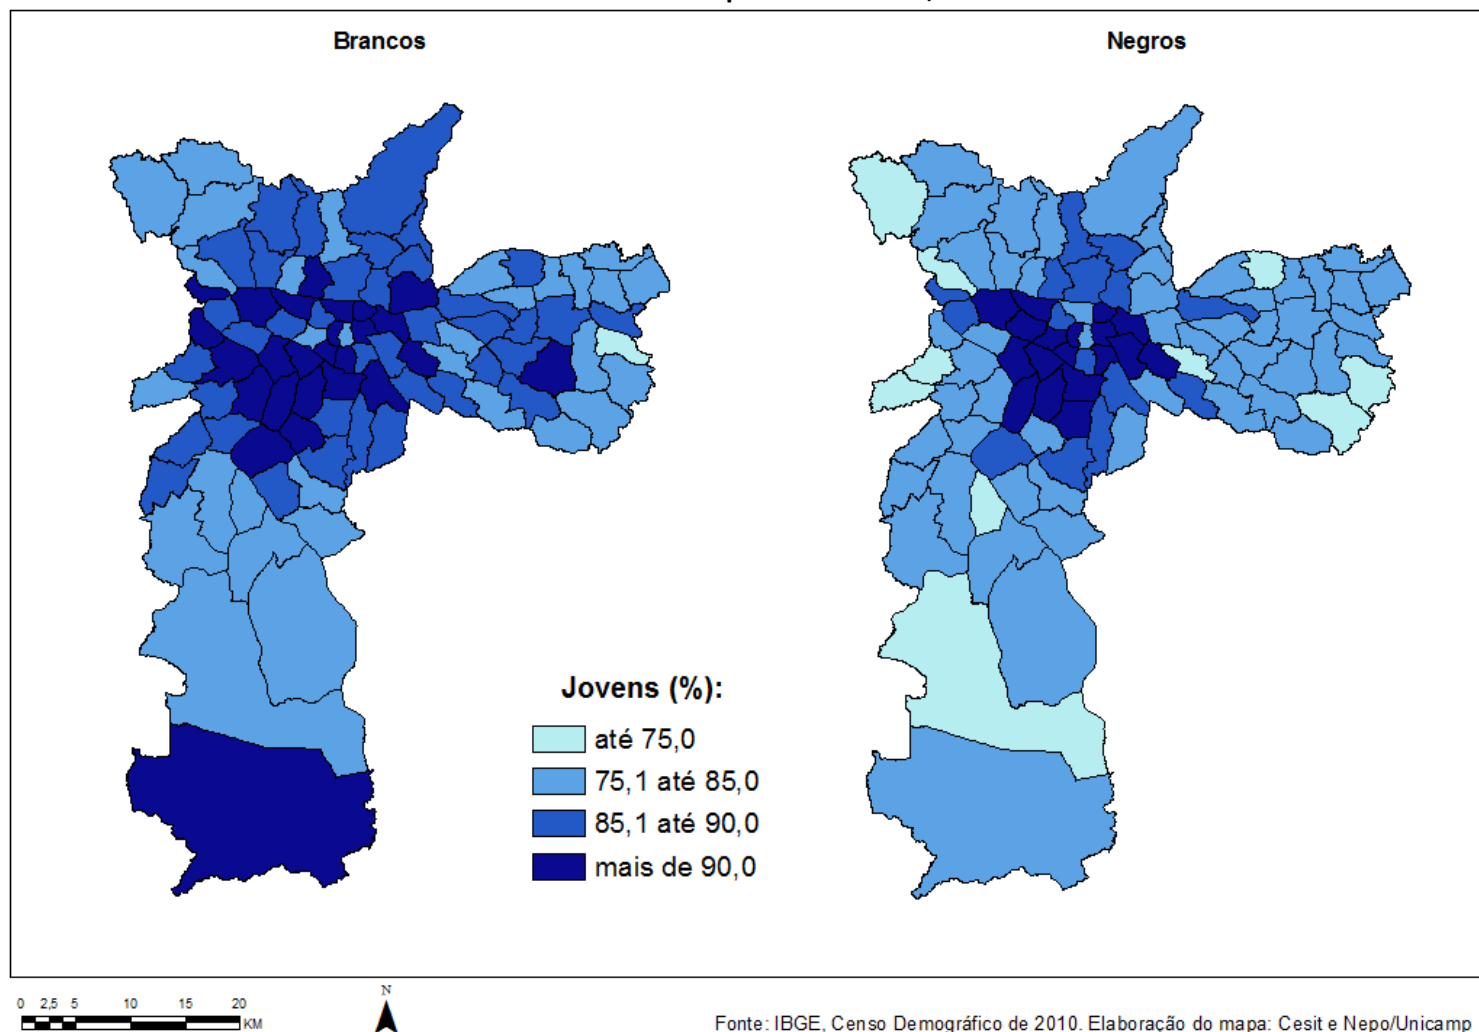 Brancos
Negros
Jovens (%):
até 75,0
75,1 até 85,0
85,1 até 90,0
mais de 90,0
0 2,5 5 10 15 20
KM
N
Fonte: IBGE, Censo Demográfico de 2010. Elaboração do mapa: Cesit e Nepo/Unicamp